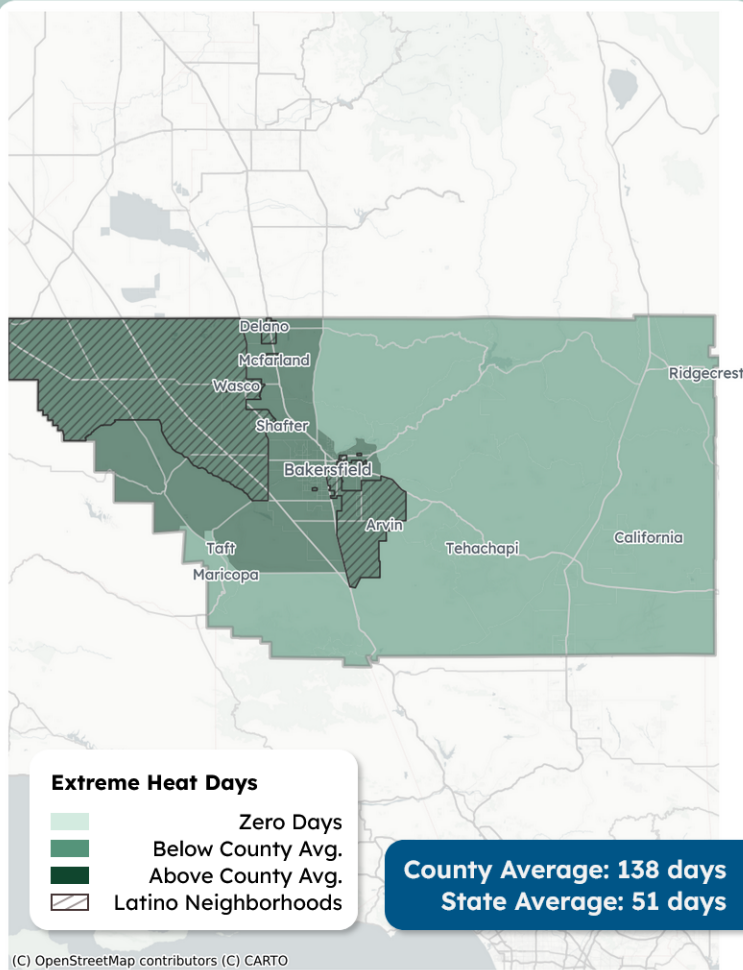 Delano
Mcfarland
Ridgecrest
Wasco
Shafter
Bakersfield
Arvin
California
Taft
Tehachapi
Maricopa
Extreme Heat Days
Zero Days
Below County Avg.
Above County Avg.
Latino Neighborhoods
County Average: 138 days
State Average: 51 days
(C) OpenStreetMap contributors (C) CARTO